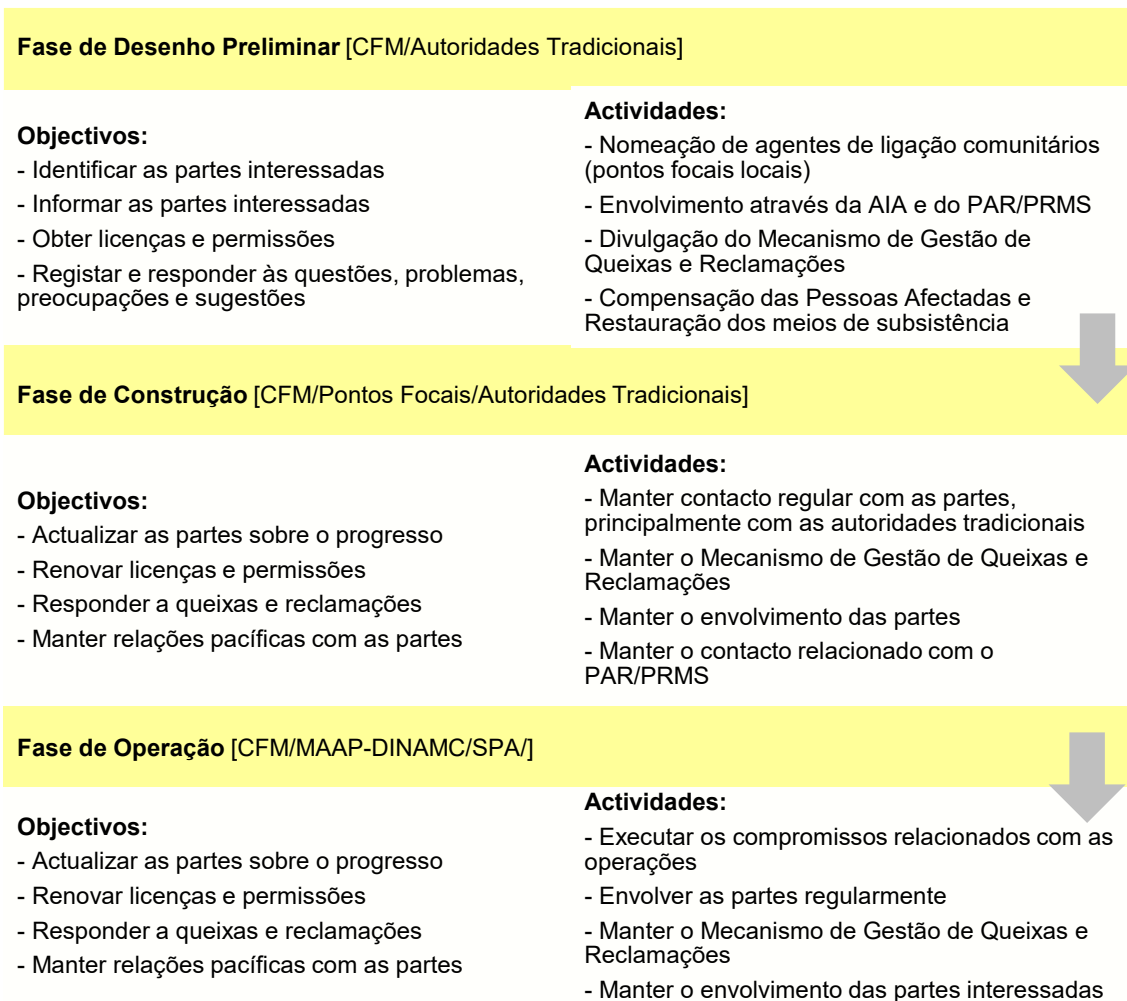 Fase de Desenho Preliminar [CFM/Autoridades Tradicionais]
Objectivos:
- Identificar as partes interessadas
- Informar as partes interessadas
- Obter licenças e permissões
- Registar e responder às questões, problemas,
preocupações e sugestões
Actividades:
- Nomeação de agentes de ligação comunitários
(pontos focais locais)
- Envolvimento através da AIA e do PAR/PRMS
- Divulgação do Mecanismo de Gestão de
Queixas e Reclamações
- Compensação das Pessoas Afectadas e
Restauração dos meios de subsistência
Fase de Construção [CFM/Pontos Focais/Autoridades Tradicionais]
Objectivos:
- Actualizar as partes sobre o progresso
- Renovar licenças e permissões
- Responder a queixas e reclamações
- Manter relações pacíficas com as partes
Actividades:
- Manter contacto regular com as partes,
principalmente com as autoridades tradicionais
- Manter o Mecanismo de Gestão de Queixas e
Reclamações
- Manter o envolvimento das partes
- Manter o contacto relacionado com o
PAR/PRMS
Fase de Operação [CFM/MAAP-DINAMC/SPA/]
Objectivos:
- Actualizar as partes sobre o progresso
- Renovar licenças e permissões
- Responder a queixas e reclamações
- Manter relações pacíficas com as partes
Actividades:
- Executar os compromissos relacionados com as
operações
- Envolver as partes regularmente
- Manter o Mecanismo de Gestão de Queixas e
Reclamações
- Manter o envolvimento das partes interessadas